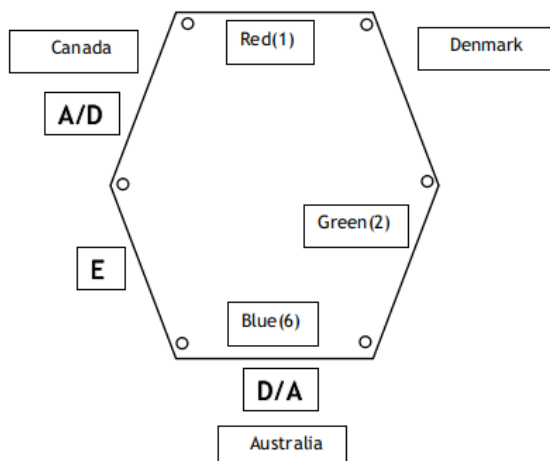 Canada
Red(1)
Denmark
A/D
Green(2)
E
Blue(6)
D/A
Australia